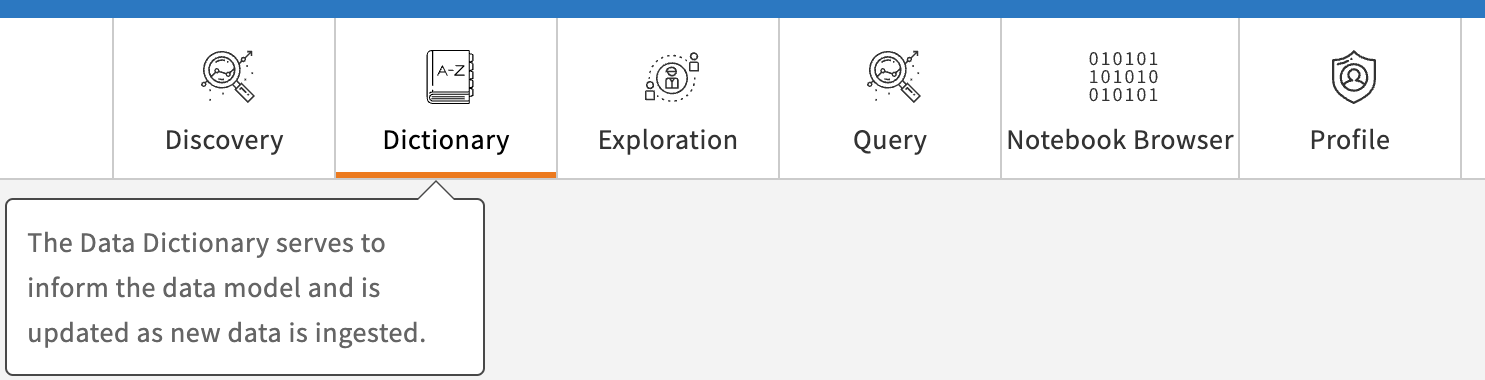 A-Z
010101
101010
010101
Discovery
Dictionary
Exploration
Query
Notebook Browser
Profile
The Data Dictionary serves to
inform the data model and is
updated as new data is ingested.